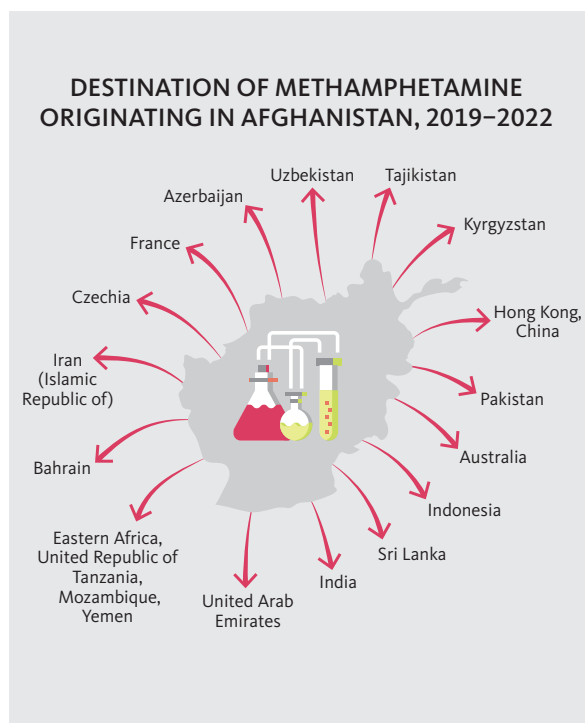 DESTINATION OF METHAMPHETAMINE
ORIGINATING IN AFGHANISTAN, 2019–2022
Uzbekistan
Tajikistan
Azerbaijan
Kyrgyzstan
France
Czechia
Hong Kong,
China
Iran
(Islamic
Republic of)
Pakistan
Australia
Bahrain
Indonesia
Eastern Africa,
United Republic of
Tanzania,
Mozambique,
Yemen
Sri Lanka
India
United Arab
Emirates